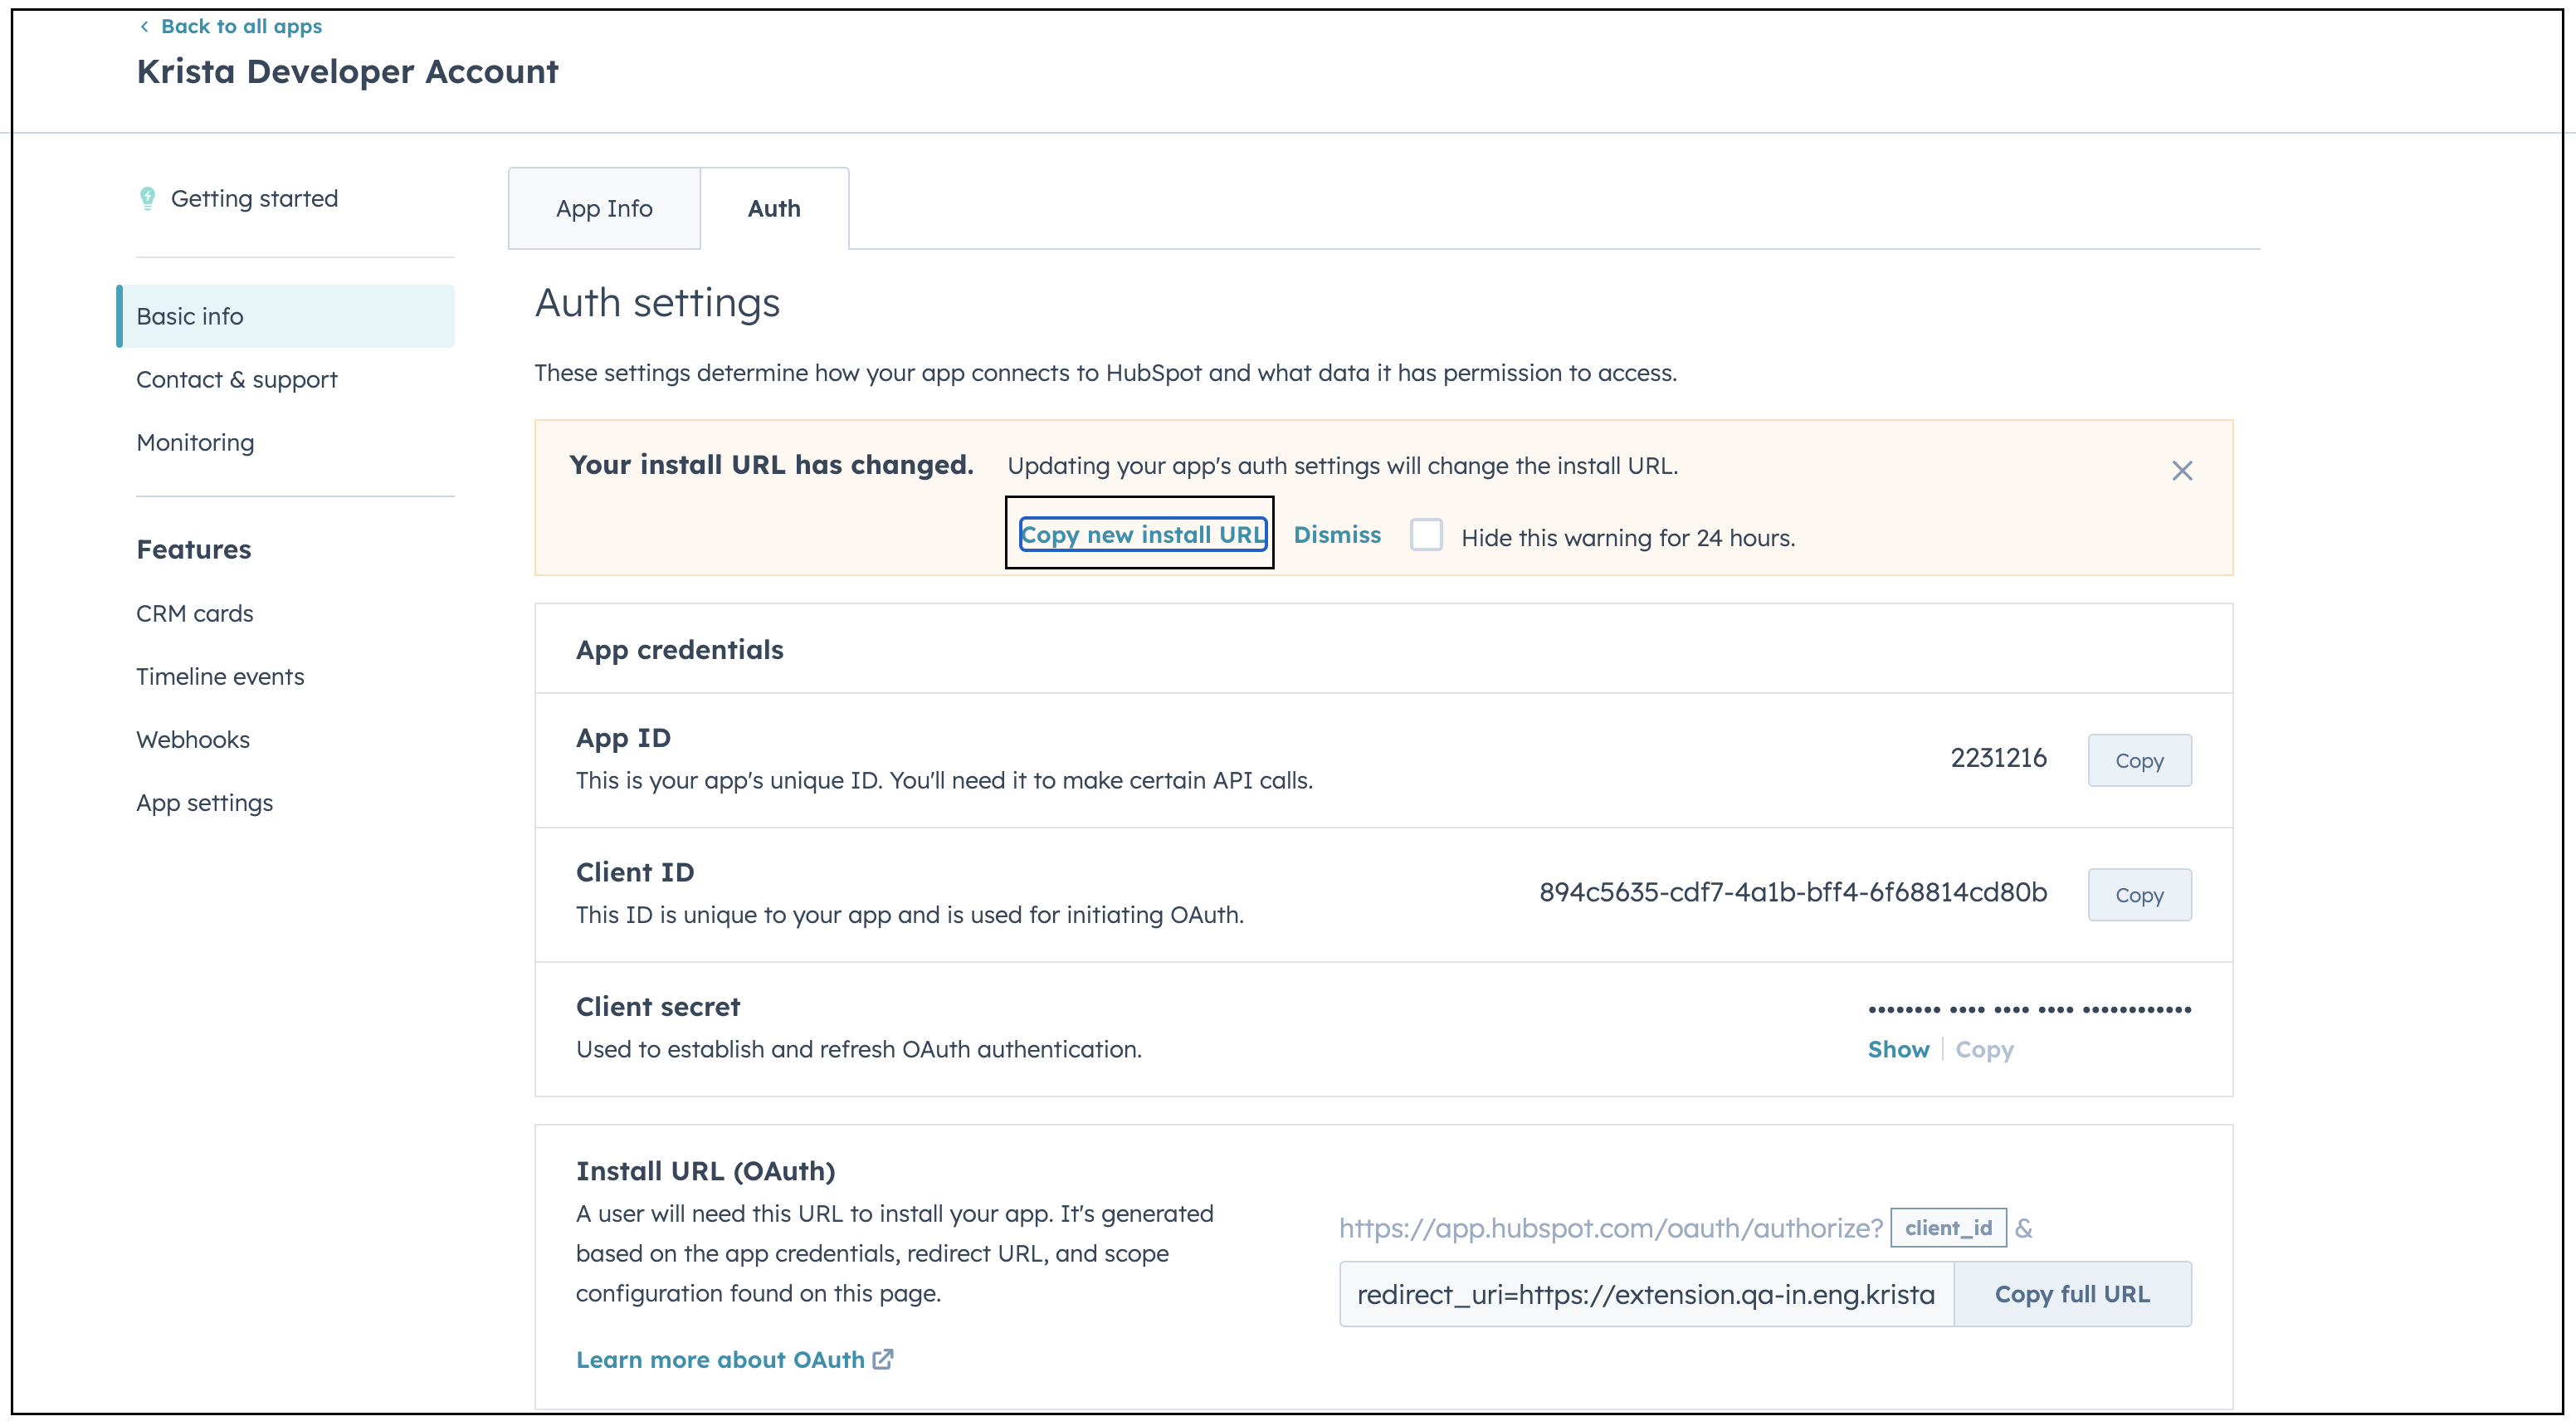 Back to all apps
Krista Developer Account
Getting started
Basic info
Contact & support
Monitoring
Features
CRM cards
Timeline events
Webhooks
App settings
App Info
Auth
Auth settings
These settings determine how your app connects to HubSpot and what data it has permission to access.
Your install URL has changed. Updating your app's auth settings will change the install URL.
Copy new install URL Dismiss Hide this warning for 24 hours.
App credentials
App ID
This is your app's unique ID. You'll need it to make certain API calls.
2231216 Copy
Client ID
This ID is unique to your app and is used for initiating OAuth.
894c5635-cdf7-4a1b-bff4-6f68814cd80b Copy
Client secret
Used to establish and refresh OAuth authentication.
•••••••• •••• •••• •••• ••••••••••••
Show Copy
Install URL (OAuth)
A user will need this URL to install your app. It's generated
based on the app credentials, redirect URL, and scope
configuration found on this page.
Learn more about OAuth
https://app.hubspot.com/oauth/authorize? client_id &
redirect_uri=https://extension.qa-in.eng.krista Copy full URL